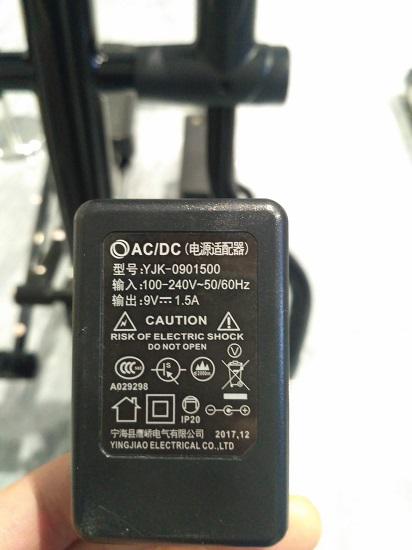 AC/DC (电源适配器)
型号:YJK-0901500
输入:100-240V~50/60Hz
输出:9V⎓1.5A
CAUTION
RISK OF ELECTRIC SHOCK
DO NOT OPEN
A029298
IP20
宁海县鹰峤电气有限公司 2017,12
YINGJIAO ELECTRICAL CO.,LTD